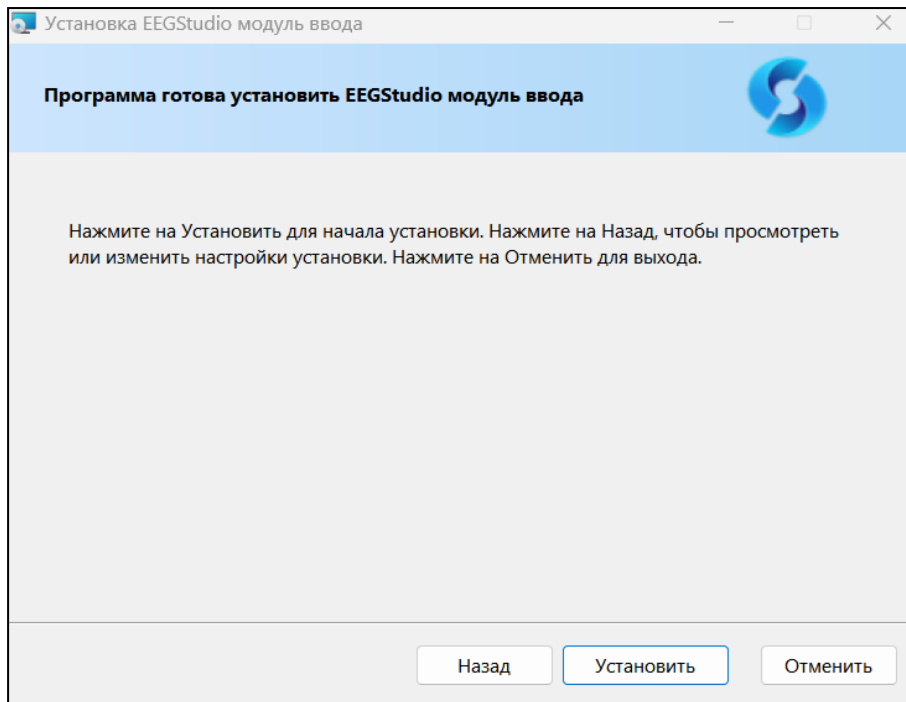 Установка EEGStudio модуль ввода
Программа готова установить EEGStudio модуль ввода
Нажмите на Установить для начала установки. Нажмите на Назад, чтобы просмотреть
или изменить настройки установки. Нажмите на Отменить для выхода.
Назад
Установить
Отменить